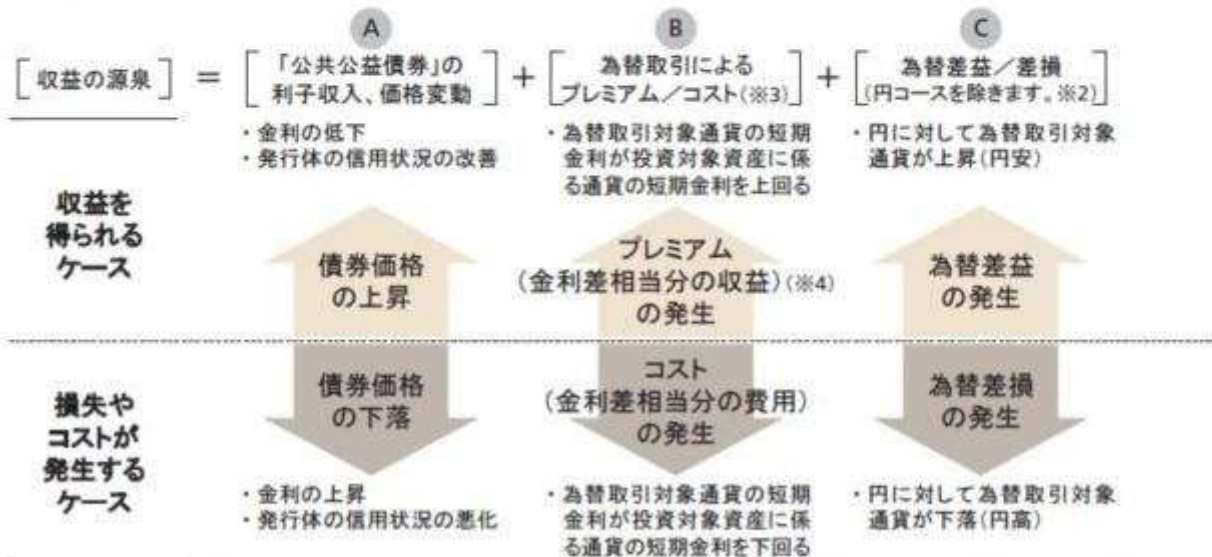 A
B
C
[収益の源泉] = [「公共公益債券」の
利子収入、価格変動] + [為替取引による
プレミアム／コスト(※3)] + [為替差益／差損
(円コースを除きます。※2)]
・金利の低下
・発行体の信用状況の改善
・為替取引対象通貨の短期
金利が投資対象資産に係
る通貨の短期金利を上回る
・円に対して為替取引対象
通貨が上昇(円安)
収益を
得られる
ケース
債券価格
の上昇
プレミアム
(金利差相当分の収益)(※4)
の発生
為替差益
の発生
損失や
コストが
発生する
ケース
債券価格
の下落
コスト
(金利差相当分の費用)
の発生
為替差損
の発生
・金利の上昇
・発行体の信用状況の悪化
・為替取引対象通貨の短期
金利が投資対象資産に係
る通貨の短期金利を下回る
・円に対して為替取引対象
通貨が下落(円高)